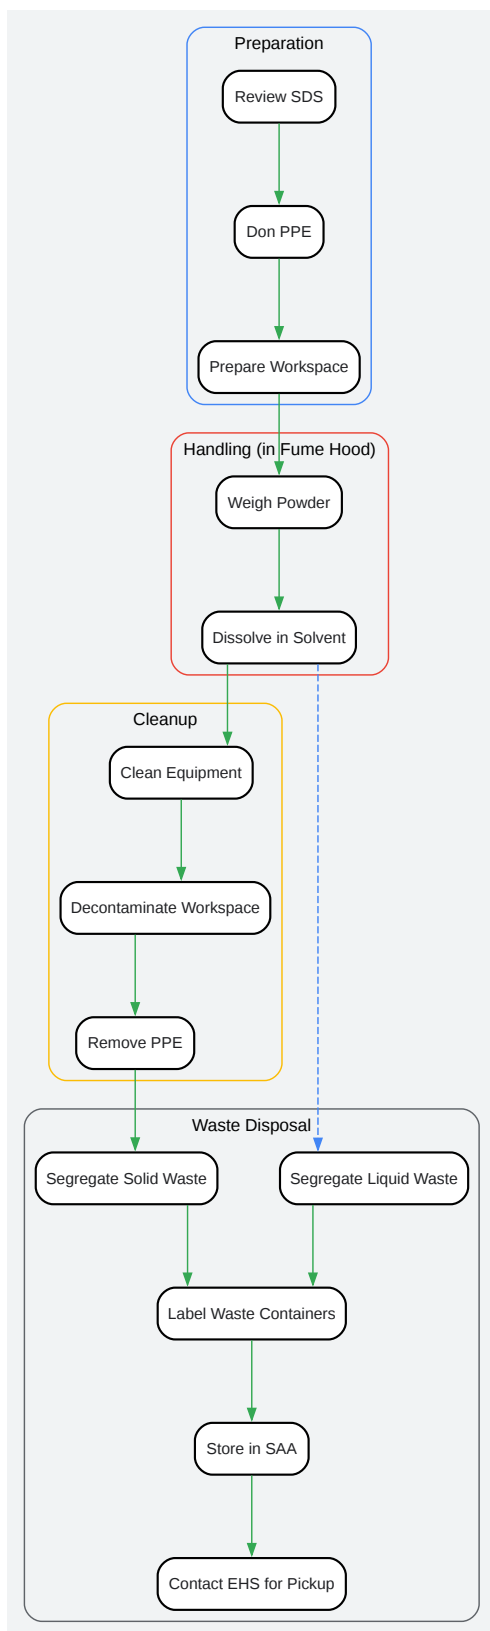 Preparation
Review SDS
Don PPE
Prepare Workspace
Handling (in Fume Hood)
Weigh Powder
Dissolve in Solvent
Cleanup
Clean Equipment
Decontaminate Workspace
Remove PPE
Waste Disposal
Segregate Solid Waste
Segregate Liquid Waste
Label Waste Containers
Store in SAA
Contact EHS for Pickup